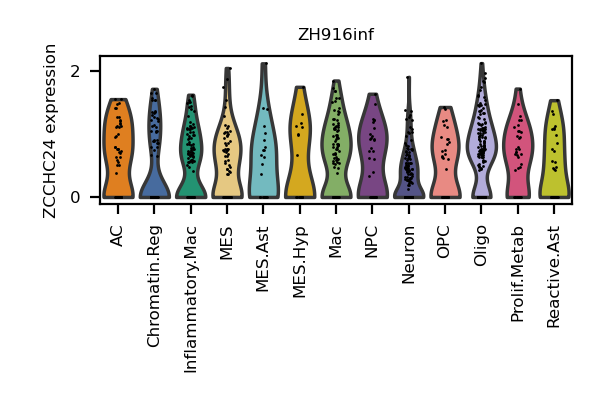 ZH916inf
ZCCHC24 expression
2
0
AC
Chromatin.Reg
Inflammatory.Mac
MES
MES.Ast
MES.Hyp
Mac
NPC
Neuron
OPC
Oligo
Prolif.Metab
Reactive.Ast